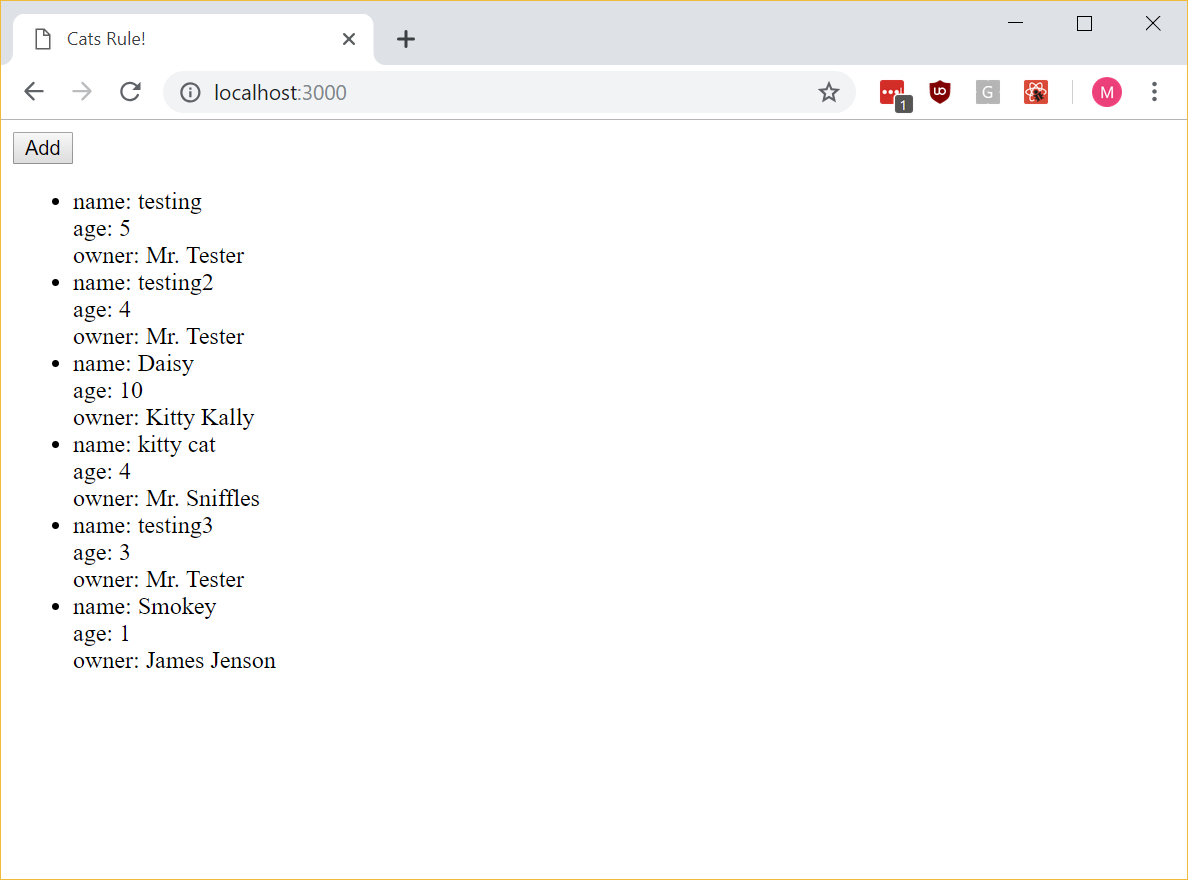 Cats Rule!
localhost:3000
1
UO
G
M
Add
name: testing
age: 5
owner: Mr. Tester
name: testing2
age: 4
owner: Mr. Tester
name: Daisy
age: 10
owner: Kitty Kally
name: kitty cat
age: 4
owner: Mr. Sniffles
name: testing3
age: 3
owner: Mr. Tester
name: Smokey
age: 1
owner: James Jenson